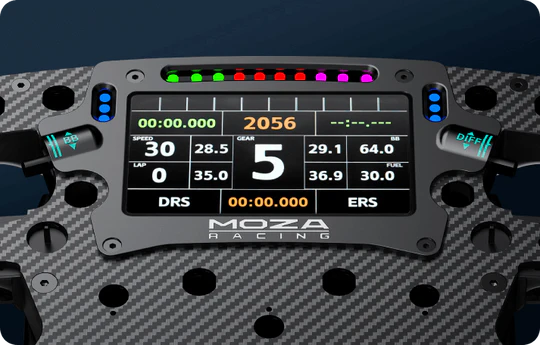 00:00.000 2056 --:--.---
SPEED GEAR BB
30 28.5 5 29.1 64.0
LAP FUEL
0 35.0 36.9 30.0
DRS 00:00.000 ERS
BB
DIFF
MOZA
RACING